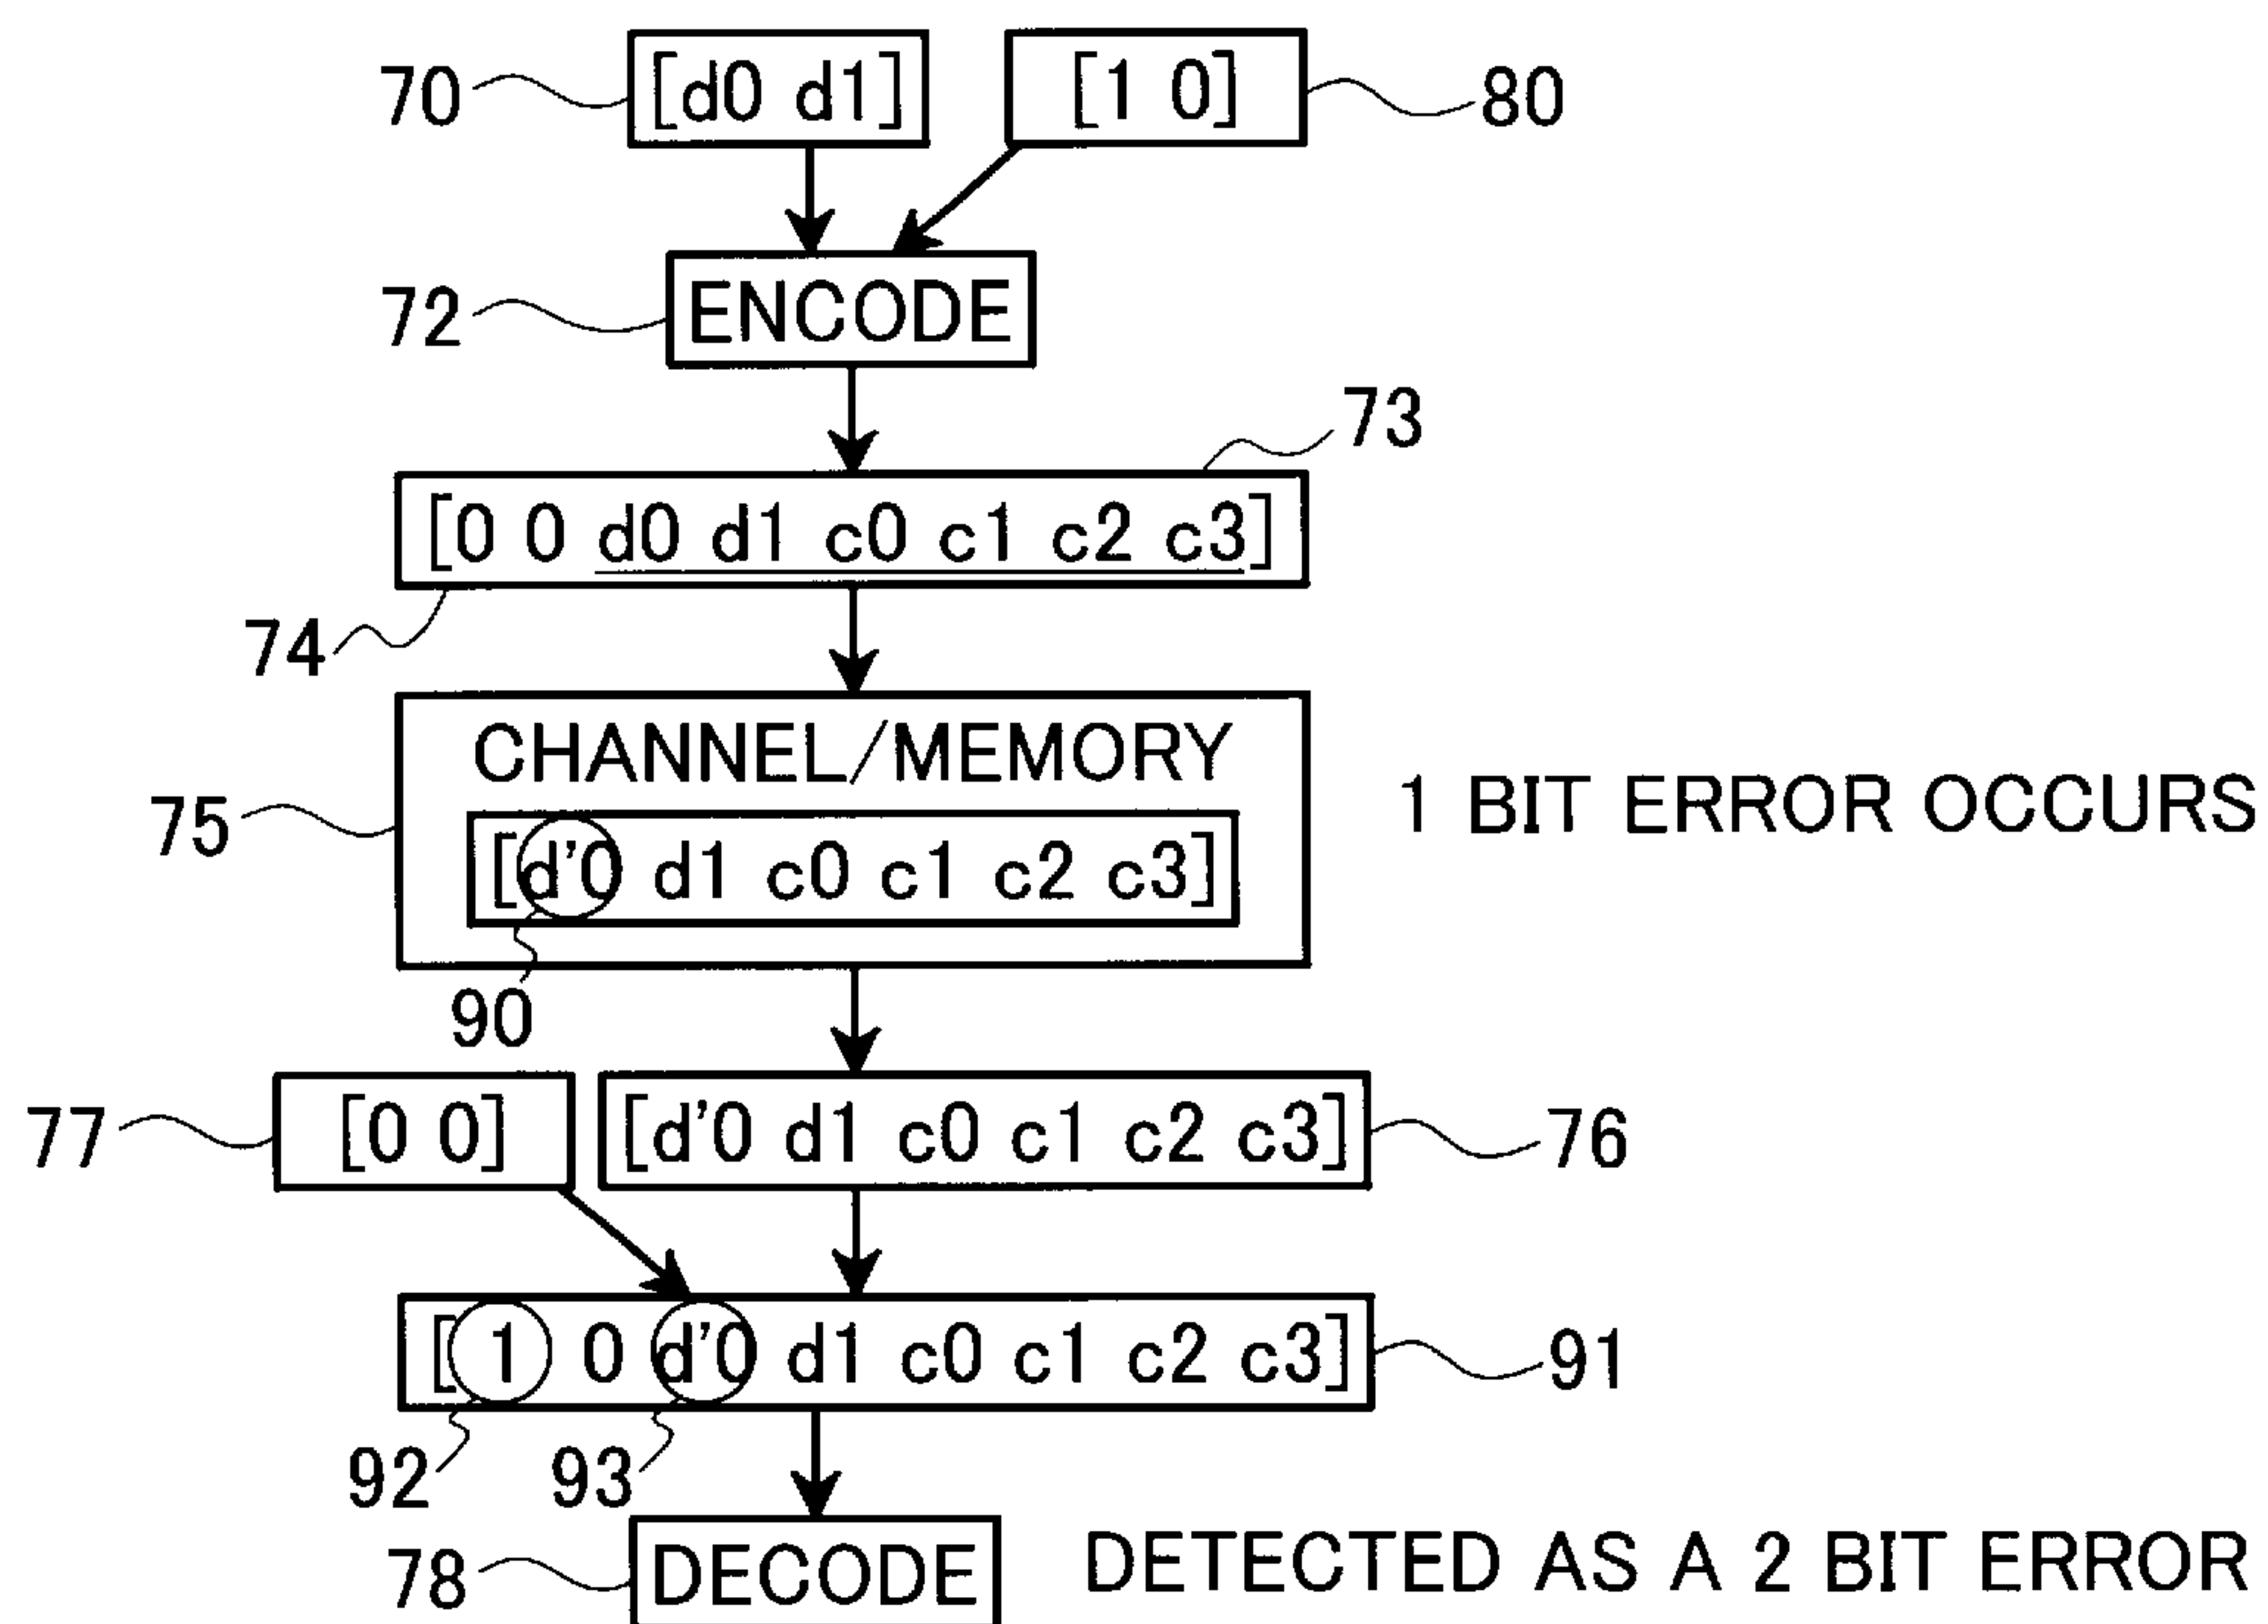 70 [d0 d1] [1 0] 80
72 ENCODE
73
[0 0 d0 d1 c0 c1 c2 c3]
74
CHANNEL/MEMORY
75 1 BIT ERROR OCCURS
[d'0 d1 c0 c1 c2 c3]
90
77 [0 0] [d'0 d1 c0 c1 c2 c3] 76
[1 0 d'0 d1 c0 c1 c2 c3] 91
92 93
78 DECODE DETECTED AS A 2 BIT ERROR